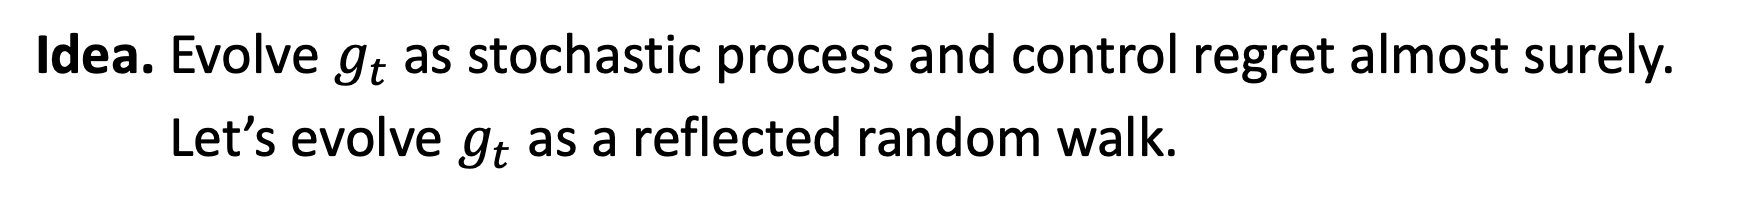 Idea. Evolve g_t as stochastic process and control regret almost surely.
Let’s evolve g_t as a reflected random walk.